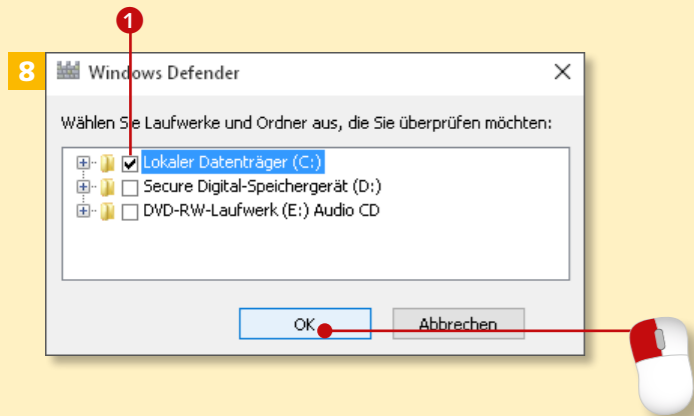 1
8
Windows Defender
Wählen Sie Laufwerke und Ordner aus, die Sie überprüfen möchten:
Lokaler Datenträger (C:)
Secure Digital-Speichergerät (D:)
DVD-RW-Laufwerk (E:) Audio CD
OK Abbrechen